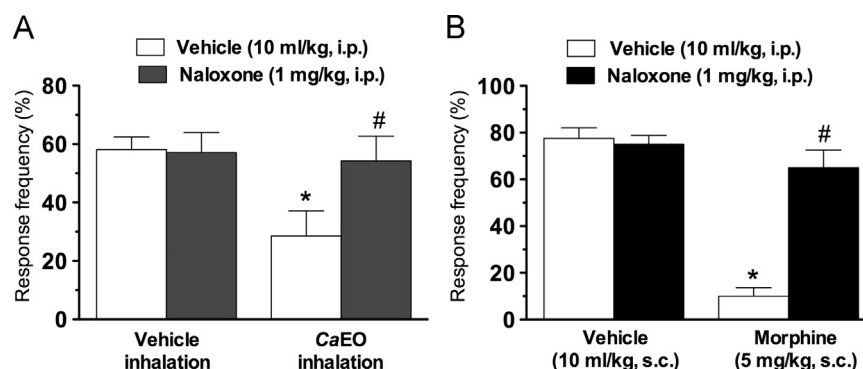 A
Vehicle (10 ml/kg, i.p.)
Naloxone (1 mg/kg, i.p.)
Response frequency (%)
80
60
40
20
0
*
#
Vehicle
inhalation
CaEO
inhalation
B
Vehicle (10 ml/kg, i.p.)
Naloxone (1 mg/kg, i.p.)
Response frequency (%)
100
80
60
40
20
0
*
#
Vehicle
(10 ml/kg, s.c.)
Morphine
(5 mg/kg, s.c.)